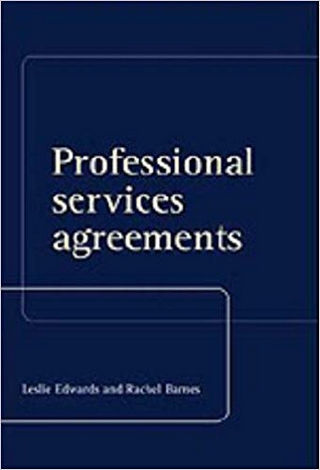 Professional
services
agreements
Leslie Edwards and Rachel Barnes